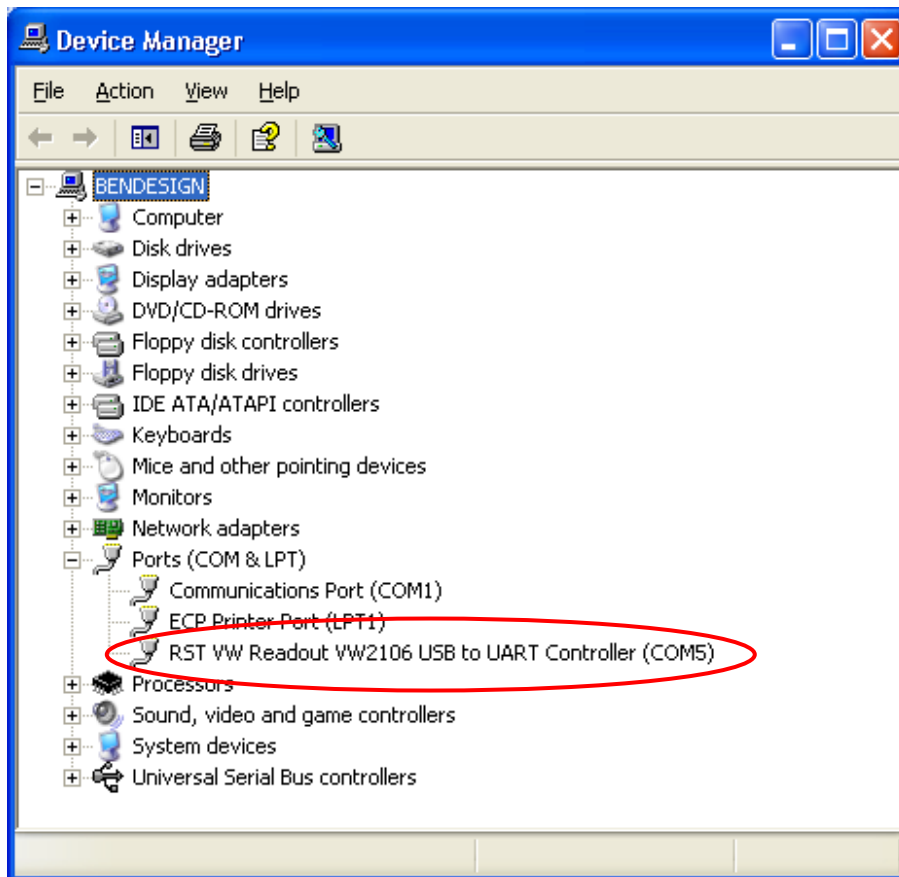 Device Manager
File Action View Help
BENDESIGN
Computer
Disk drives
Display adapters
DVD/CD-ROM drives
Floppy disk controllers
Floppy disk drives
IDE ATA/ATAPI controllers
Keyboards
Mice and other pointing devices
Monitors
Network adapters
Ports (COM & LPT)
Communications Port (COM1)
ECP Printer Port (LPT1)
RST VW Readout VW2106 USB to UART Controller (COM5)
Processors
Sound, video and game controllers
System devices
Universal Serial Bus controllers